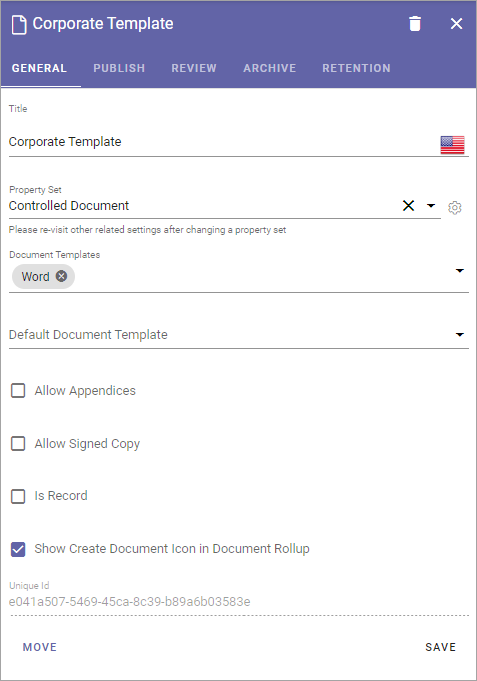 Corporate Template
GENERAL PUBLISH REVIEW ARCHIVE RETENTION
Title
Corporate Template
Property Set
Controlled Document
Please re-visit other related settings after changing a property set
Document Templates
Word
Default Document Template
Allow Appendices
Allow Signed Copy
Is Record
Show Create Document Icon in Document Rollup
Unique Id
e041a507-5469-45ca-8c39-b89a6b03583e
MOVE SAVE